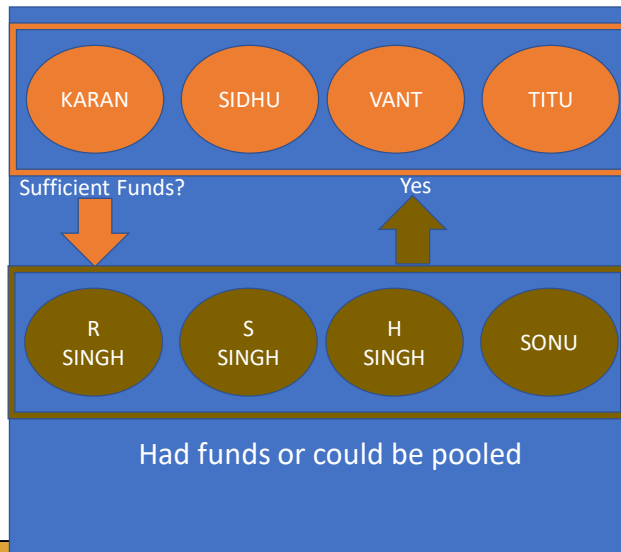 KARAN
SIDHU
VANT
TITU
Sufficient Funds?
Yes
R
SINGH
S
SINGH
H
SINGH
SONU
Had funds or could be pooled